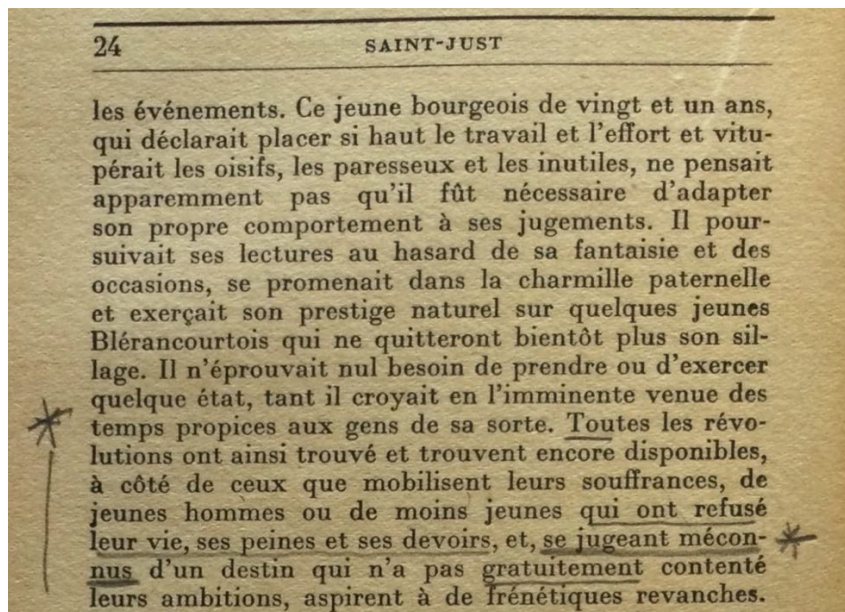 24 SAINT-JUST
les événements. Ce jeune bourgeois de vingt et un ans,
qui déclarait placer si haut le travail et l'effort et vitu-
pérait les oisifs, les paresseux et les inutiles, ne pensait
apparemment pas qu'il fût nécessaire d'adapter
son propre comportement à ses jugements. Il pour-
suivait ses lectures au hasard de sa fantaisie et des
occasions, se promenait dans la charmille paternelle
et exerçait son prestige naturel sur quelques jeunes
Blérancourtois qui ne quitteront bientôt plus son sil-
lage. Il n'éprouvait nul besoin de prendre ou d'exercer
quelque état, tant il croyait en l'imminente venue des
temps propices aux gens de sa sorte. Toutes les révo-
lutions ont ainsi trouvé et trouvent encore disponibles,
à côté de ceux que mobilisent leurs souffrances, de
jeunes hommes ou de moins jeunes qui ont refusé
leur vie, ses peines et ses devoirs, et, se jugeant mécon-
nus d'un destin qui n'a pas gratuitement contenté
leurs ambitions, aspirent à de frénétiques revanches.